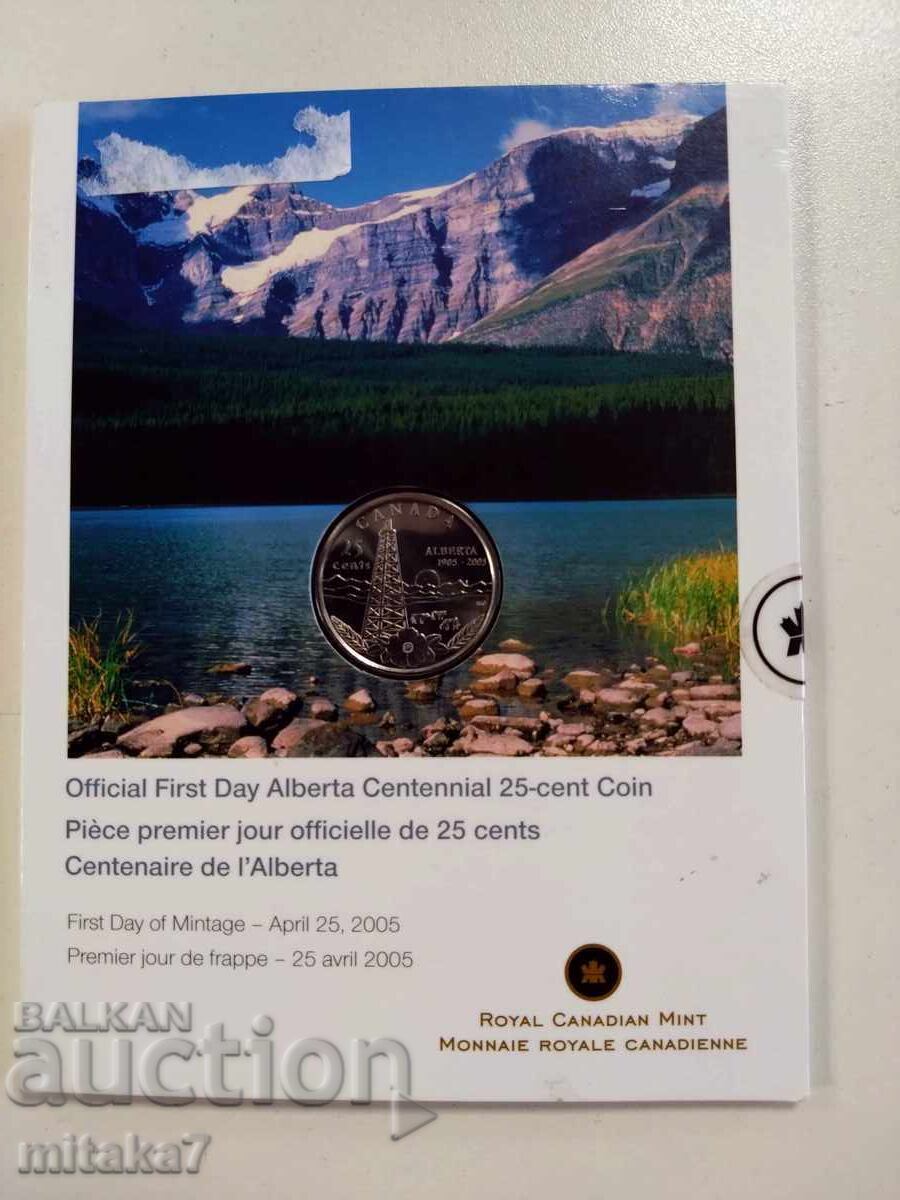 CANADA
25 cents
ALBERTA
1905 - 2005
Official First Day Alberta Centennial 25-cent Coin
Pièce premier jour officielle de 25 cents
Centenaire de l'Alberta
First Day of Mintage – April 25, 2005
Premier jour de frappe – 25 avril 2005
ROYAL CANADIAN MINT
MONNAIE ROYALE CANADIENNE
BALKAN
auction
mitaka7